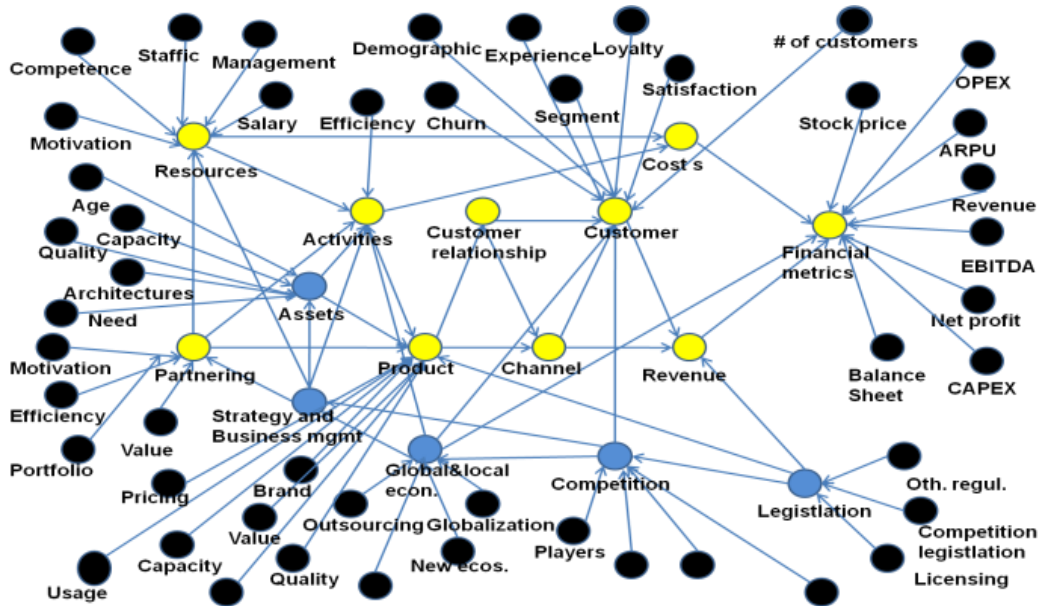 Demographic
Experience
Loyalty
# of customers
Competence
Staffic
Management
OPEX
Satisfaction
Motivation
Salary
Efficiency
Churn
Segment
Stock price
ARPU
Resources
Cost s
Age
Revenue
Capacity
Activities
Customer
relationship
Customer
Financial
metrics
Quality
EBITDA
Architectures
Need
Assets
Net profit
Motivation
Partnering
Product
Channel
Revenue
Balance
Sheet
CAPEX
Efficiency
Value
Strategy and
Business mgmt
Portfolio
Pricing
Brand
Global&local
econ.
Competition
Oth. regul.
Legistlation
Outsourcing
Globalization
Value
Players
Competition
legistlation
Capacity
Quality
New ecos.
Licensing
Usage